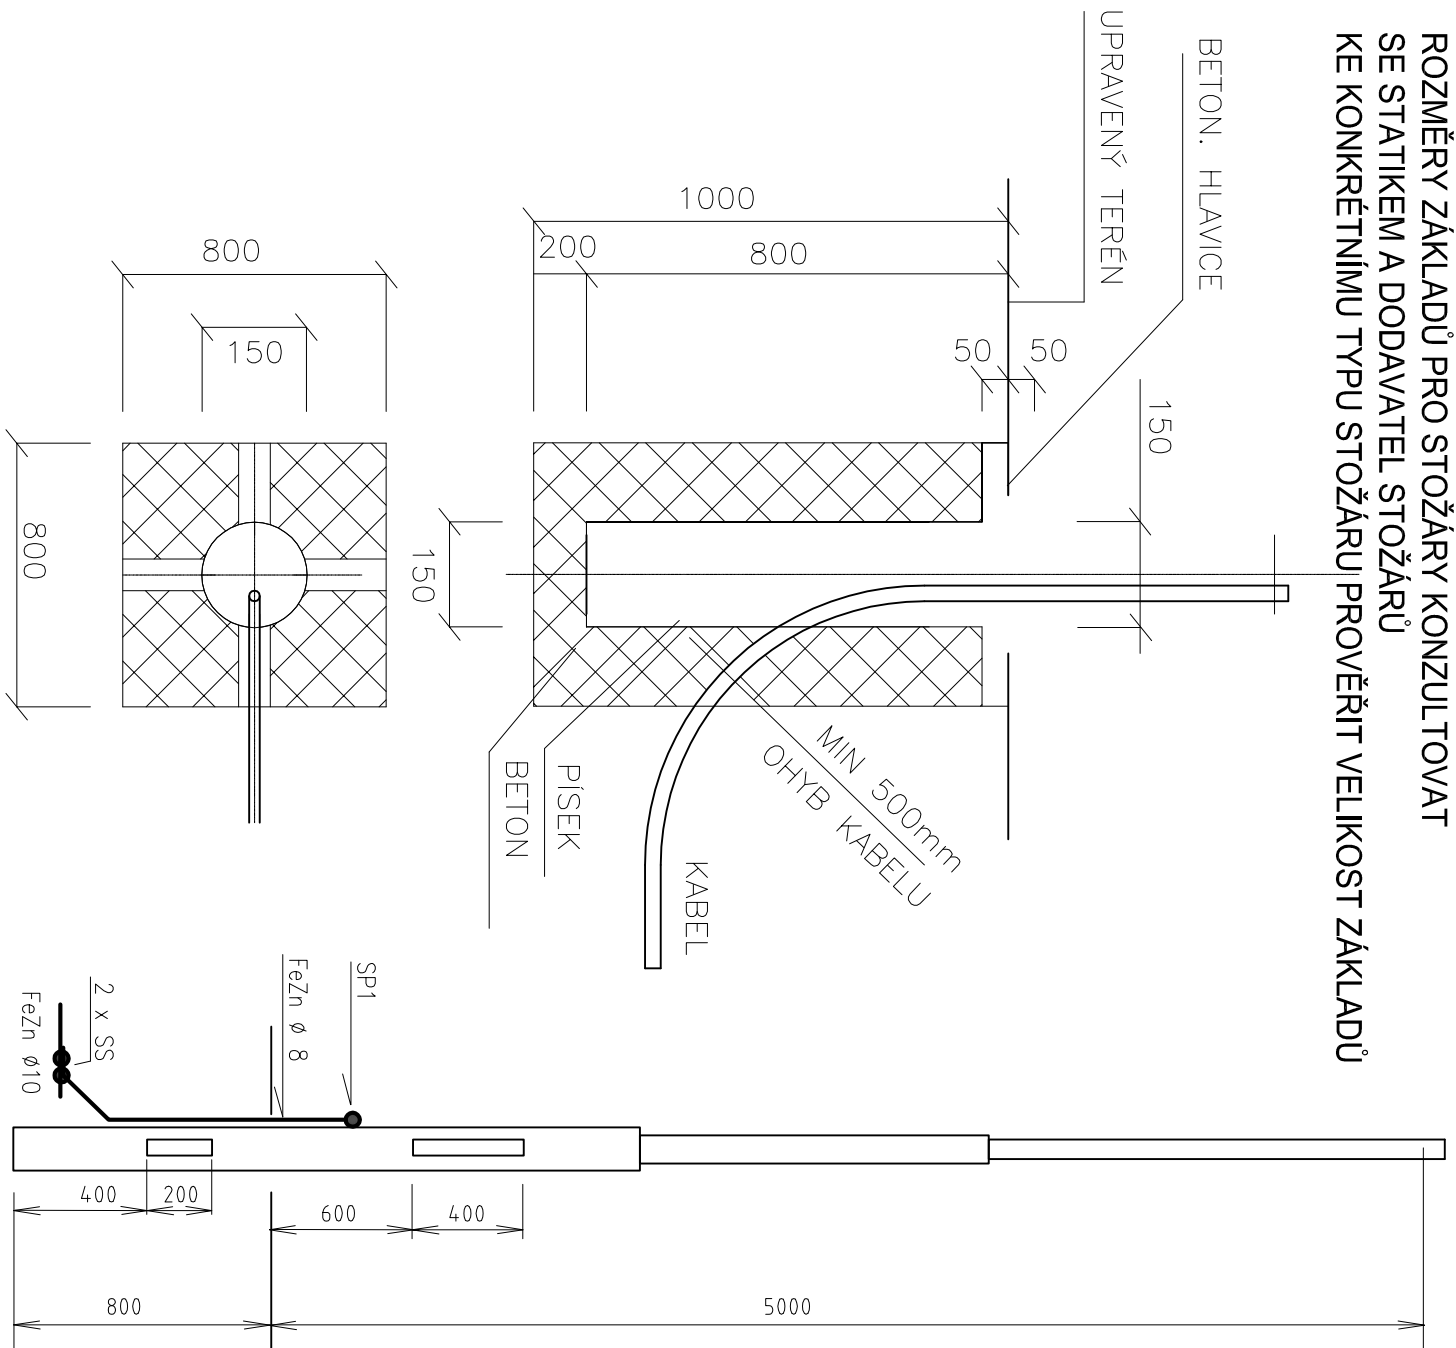 ROZMĚRY ZÁKLADŮ PRO STOŽÁRY KONZULTOVAT
SE STATIKEM A DODAVATEL STOŽÁRŮ
KE KONKRÉTNÍMU TYPU STOŽÁRU PROVĚŘIT VELIKOST ZÁKLADŮ
BETON. HLAVICE
UPRAVENÝ TERÉN
1000
200
800
50
50
150
800
150
800
150
MIN 500mm
OHYB KABELU
PÍSEK
BETON
KABEL
SP1
FeZn ø 8
2 x SS
FeZn ø10
400
200
600
400
800
5000